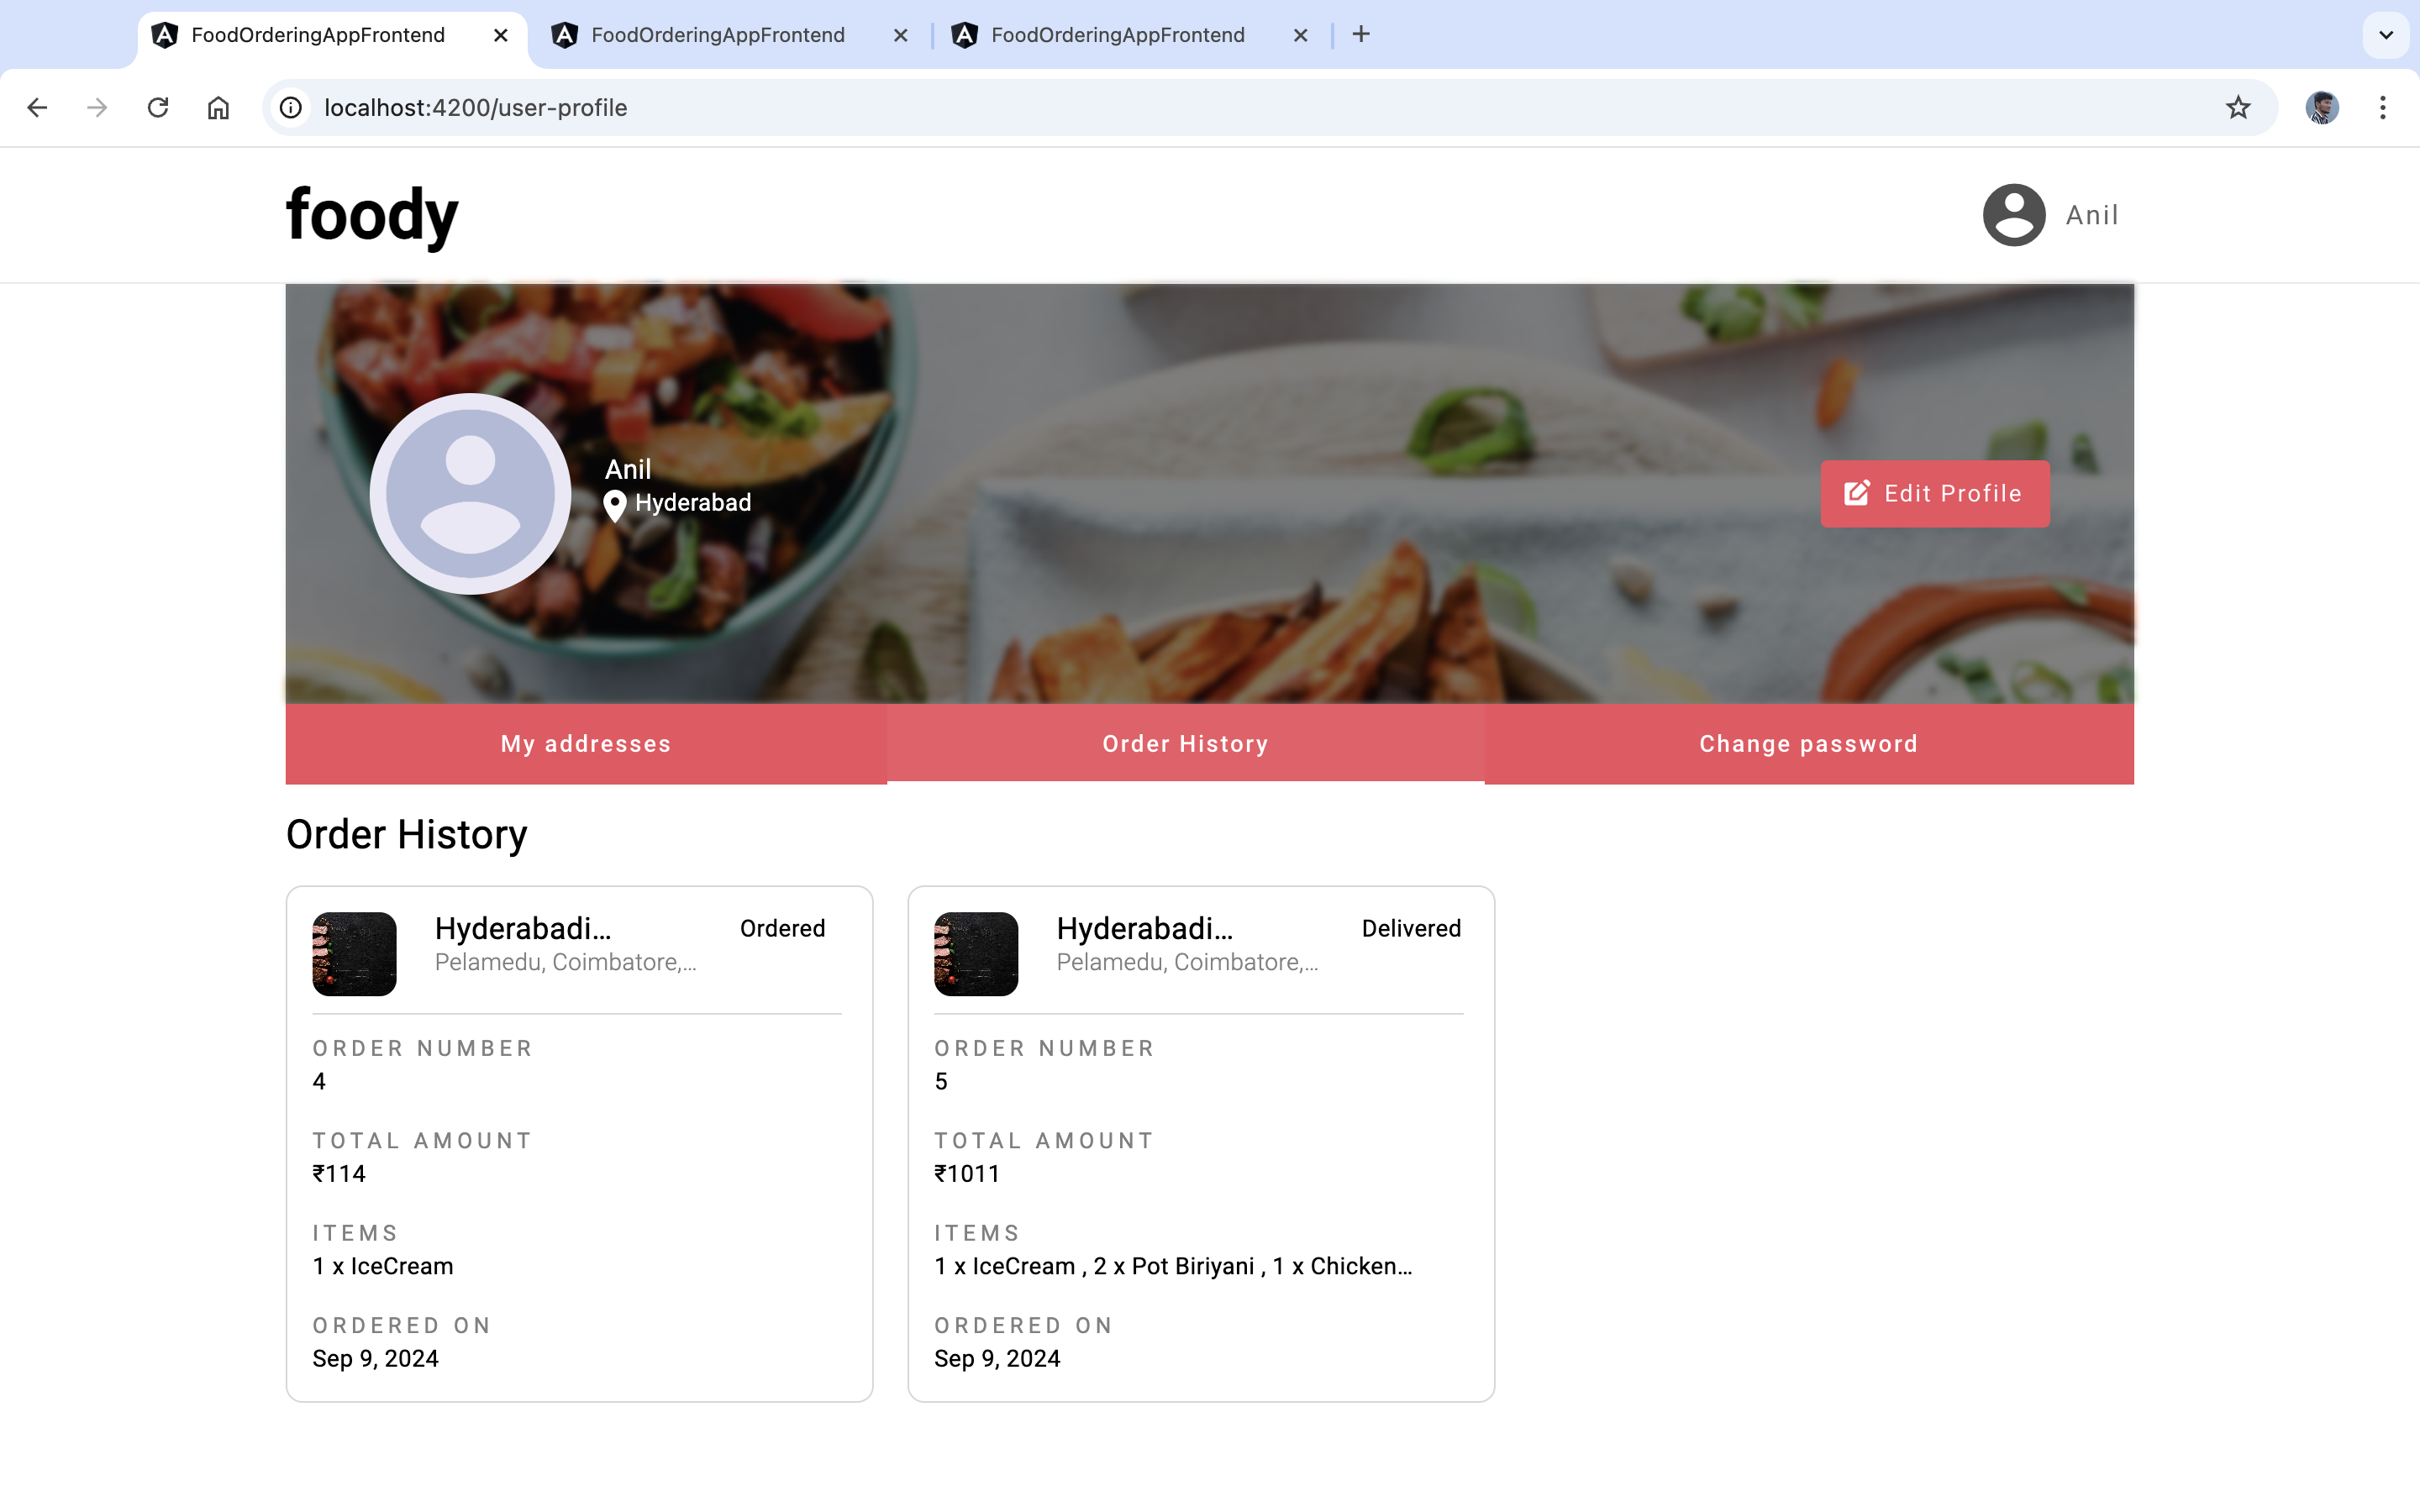 FoodOrderingAppFrontend
FoodOrderingAppFrontend
FoodOrderingAppFrontend
localhost:4200/user-profile
foody
Anil
Anil
Hyderabad
Edit Profile
My addresses
Order History
Change password
Order History
Hyderabadi...
Ordered
Pelamedu, Coimbatore,...
ORDER NUMBER
4
TOTAL AMOUNT
₹114
ITEMS
1 x IceCream
ORDERED ON
Sep 9, 2024
Hyderabadi...
Delivered
Pelamedu, Coimbatore,...
ORDER NUMBER
5
TOTAL AMOUNT
₹1011
ITEMS
1 x IceCream , 2 x Pot Biriyani , 1 x Chicken...
ORDERED ON
Sep 9, 2024